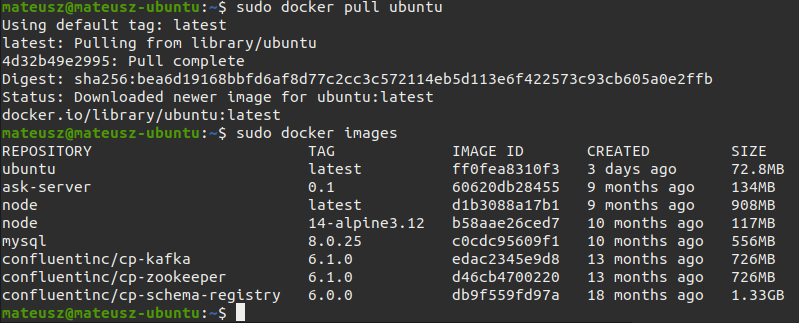 mateusz@mateusz-ubuntu:~$ sudo docker pull ubuntu
Using default tag: latest
latest: Pulling from library/ubuntu
4d32b49e2995: Pull complete
Digest: sha256:bea6d19168bbfd6af8d77c2cc3c572114eb5d113e6f422573c93cb605a0e2ffb
Status: Downloaded newer image for ubuntu:latest
docker.io/library/ubuntu:latest
mateusz@mateusz-ubuntu:~$ sudo docker images
REPOSITORY                        TAG             IMAGE ID       CREATED         SIZE
ubuntu                            latest          ff0fea8310f3   3 days ago      72.8MB
ask-server                        0.1             60620db28455   9 months ago    134MB
node                              latest          d1b3088a17b1   9 months ago    908MB
node                              14-alpine3.12   b58aae26ced7   10 months ago   117MB
mysql                             8.0.25          c0cdc95609f1   10 months ago   556MB
confluentinc/cp-kafka             6.1.0           edac2345e9d8   13 months ago   726MB
confluentinc/cp-zookeeper         6.1.0           d46cb4700220   13 months ago   726MB
confluentinc/cp-schema-registry   6.0.0           db9f559fd97a   18 months ago   1.33GB
mateusz@mateusz-ubuntu:~$